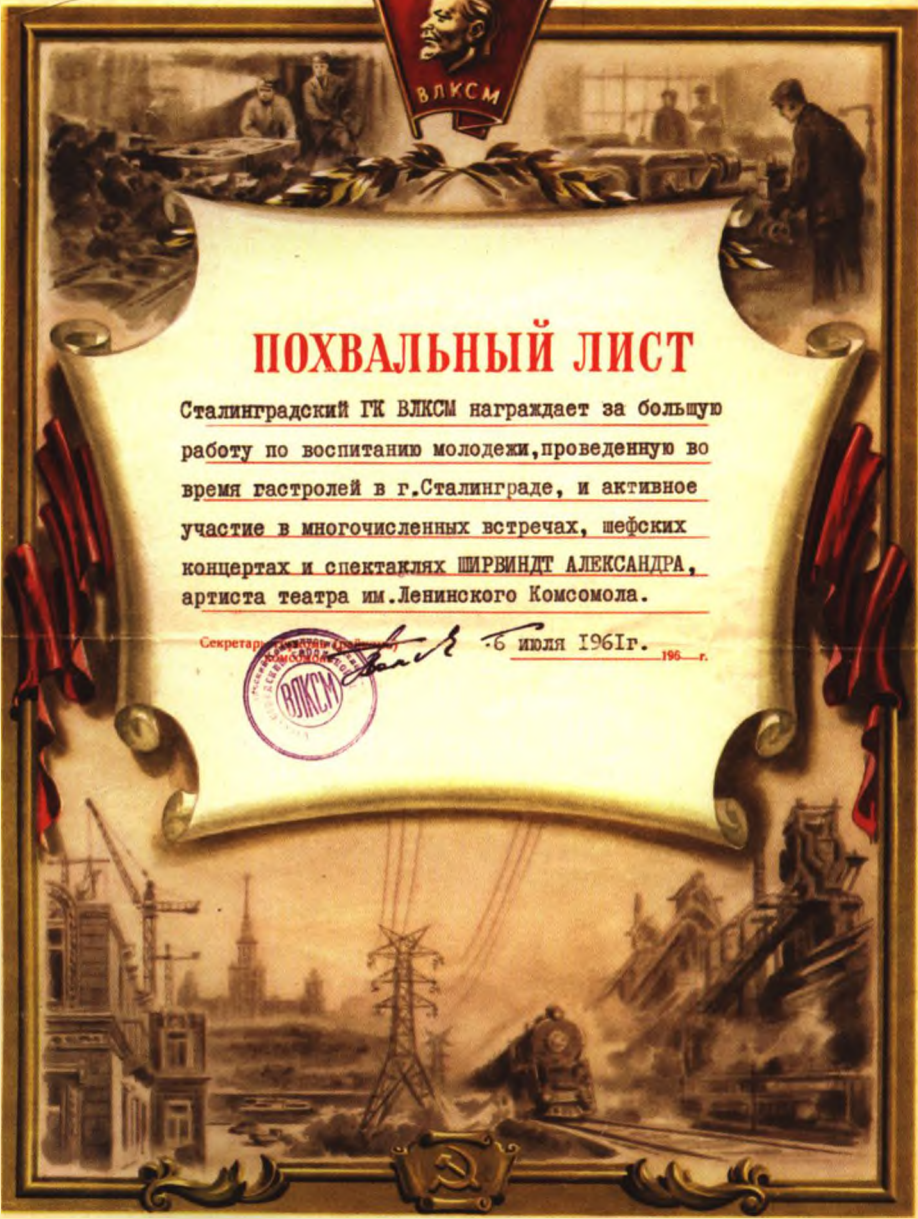 ВЛКСМ
ПОХВАЛЬНЫЙ ЛИСТ
Сталинградский ГК ВЛКСМ награждает за большую
работу по воспитанию молодежи,проведенную во
время гастролей в г.Сталинграде, и активное
участие в многочисленных встречах, шефских
концертах и спектаклях ШИРВИНДТ АЛЕКСАНДРА,
артиста театра им.Ленинского Комсомола.
Секретарь
6 июля 1961г.
196 г.
ВЛКСМ